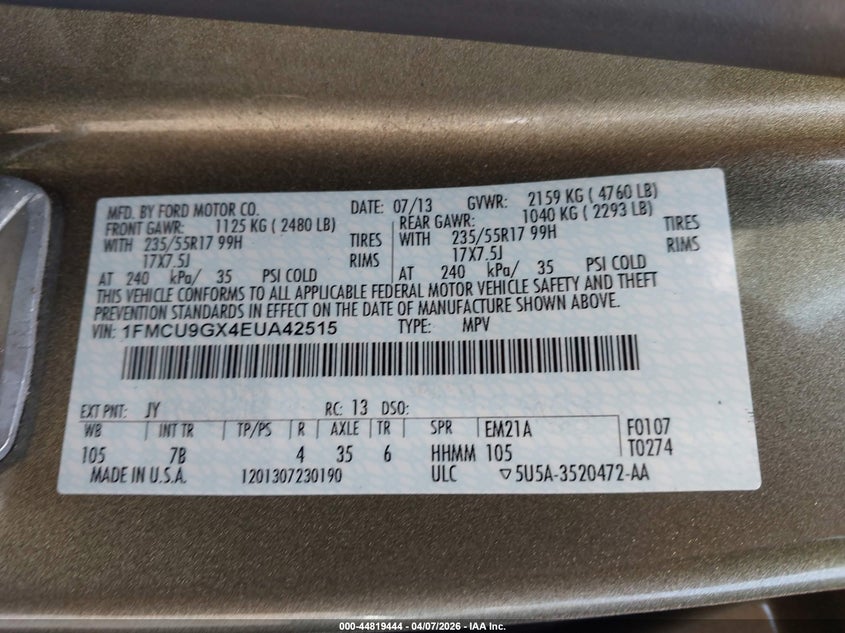 MFD. BY FORD MOTOR CO. DATE: 07/13 GVWR: 2159 KG ( 4760 LB)
FRONT GAWR: 1125 KG ( 2480 LB) REAR GAWR: 1040 KG ( 2293 LB)
WITH 235/55R17 99H TIRES WITH 235/55R17 99H TIRES
17X7.5J RIMS 17X7.5J RIMS
AT 240 kPa/ 35 PSI COLD AT 240 kPa/ 35 PSI COLD
THIS VEHICLE CONFORMS TO ALL APPLICABLE FEDERAL MOTOR VEHICLE SAFETY AND THEFT
PREVENTION STANDARDS IN EFFECT ON THE DATE OF MANUFACTURE SHOWN ABOVE.
VIN: 1FMCU9GX4EUA42515 TYPE: MPV
EXT PNT: JY RC: 13 DSO:
WB INT TR TP/PS R AXLE TR SPR EM21A F0107
105 7B 4 35 6 HHMM 105 T0274
MADE IN U.S.A. 1201307230190 ULC ▽5U5A-3520472-AA
000-44819444 - 04/07/2026 - IAA Inc.